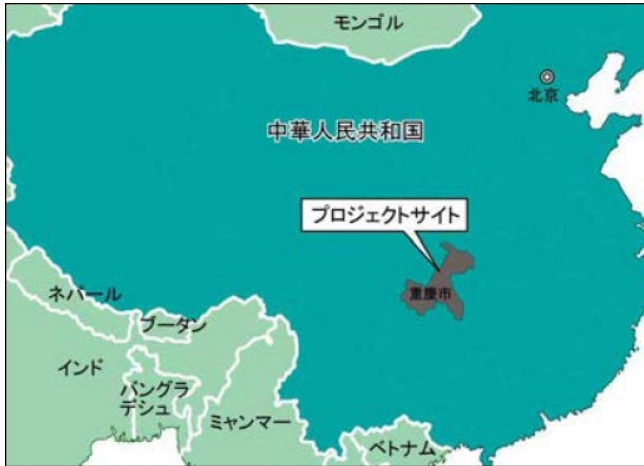 モンゴル
北京
中華人民共和国
プロジェクトサイト
重慶市
ネパール
ブータン
インド
バングラ
デシュ
ミャンマー
ベトナム